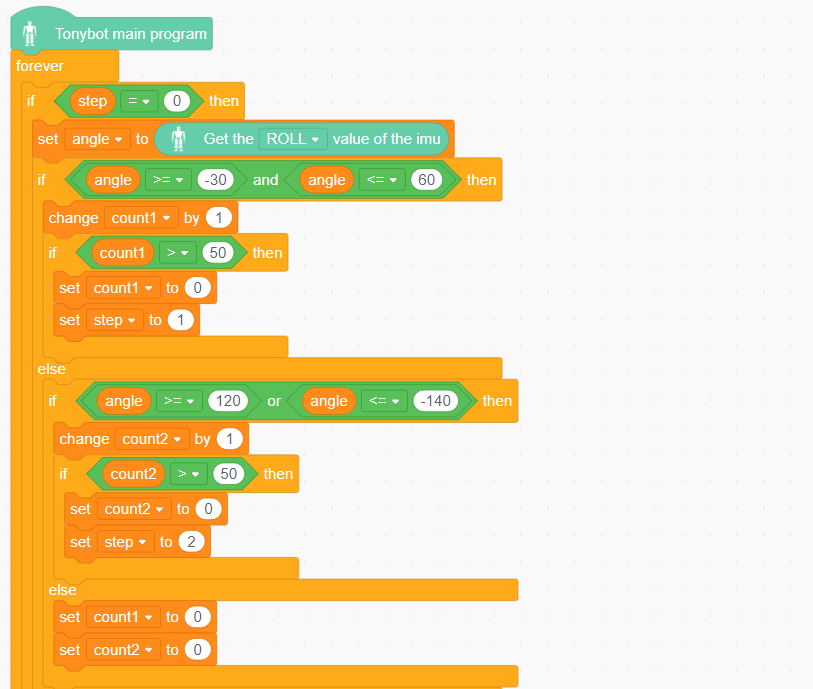 Tonybot main program
forever
if step = 0 then
set angle to Get the ROLL value of the imu
if angle >= -30 and angle <= 60 then
change count1 by 1
if count1 > 50 then
set count1 to 0
set step to 1
else
if angle >= 120 or angle <= -140 then
change count2 by 1
if count2 > 50 then
set count2 to 0
set step to 2
else
set count1 to 0
set count2 to 0